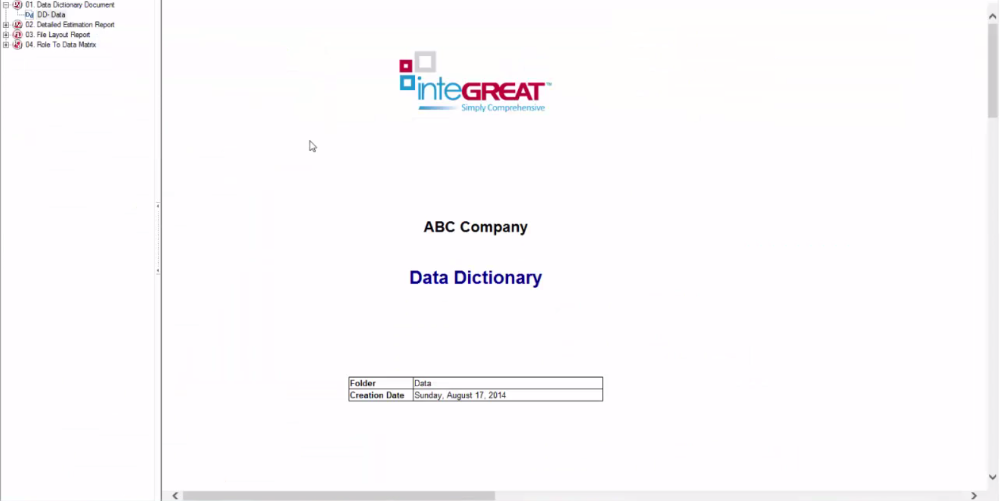 01. Data Dictionary Document
Dd DD- Data
02. Detailed Estimation Report
03. File Layout Report
04. Role To Data Matrix
inteGREAT™
Simply Comprehensive
ABC Company
Data Dictionary
Folder Data
Creation Date Sunday, August 17, 2014